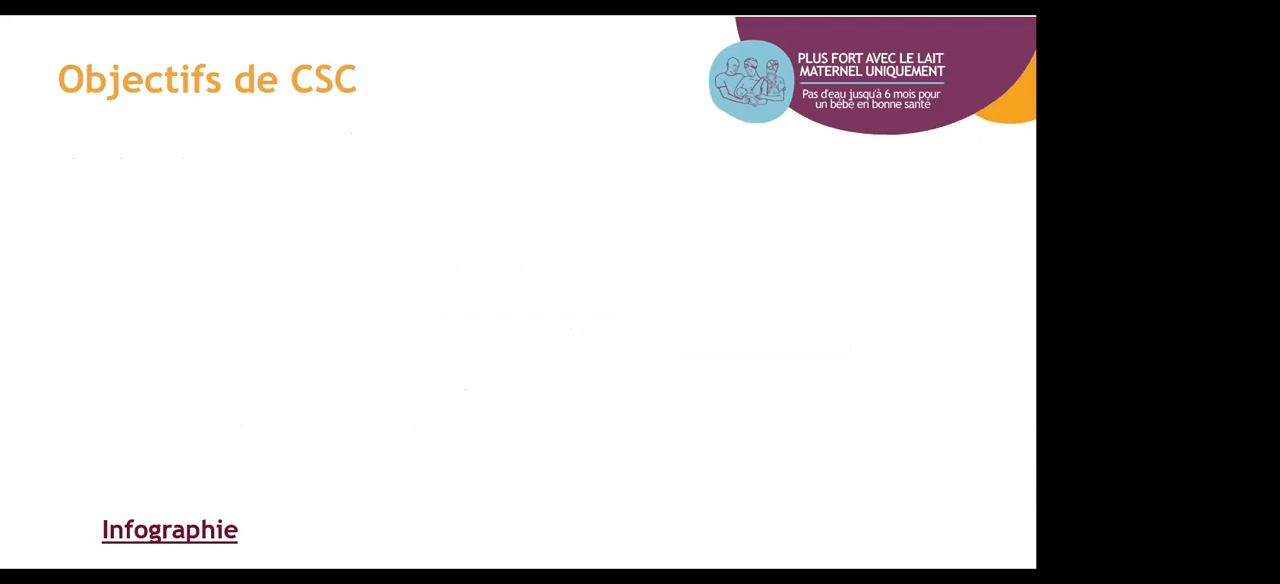 Objectifs de CSC
PLUS FORT AVEC LE LAIT
MATERNEL UNIQUEMENT
Pas d'eau jusqu'à 6 mois pour
un bébé en bonne santé
Infographie